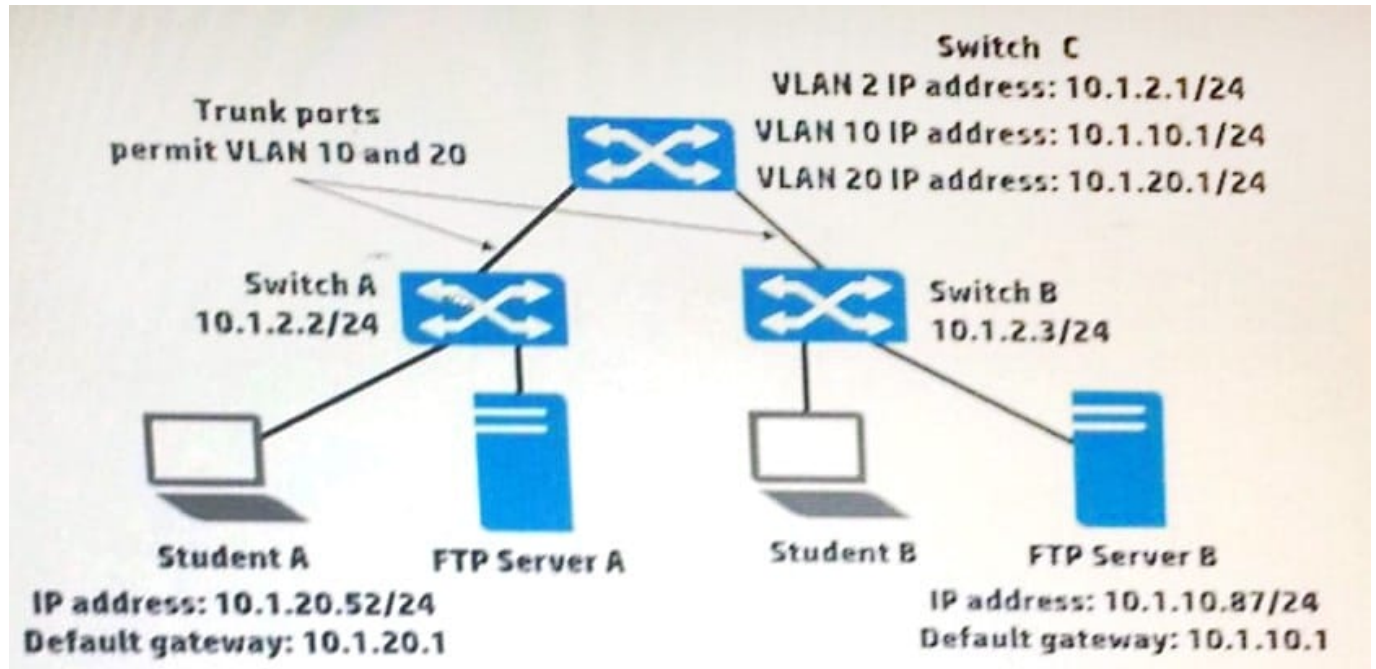 Switch C
VLAN 2 IP address: 10.1.2.1/24
VLAN 10 IP address: 10.1.10.1/24
VLAN 20 IP address: 10.1.20.1/24
Trunk ports
permit VLAN 10 and 20
Switch A
10.1.2.2/24
Switch B
10.1.2.3/24
Student A
IP address: 10.1.20.52/24
Default gateway: 10.1.20.1
FTP Server A
Student B
FTP Server B
IP address: 10.1.10.87/24
Default gateway: 10.1.10.1